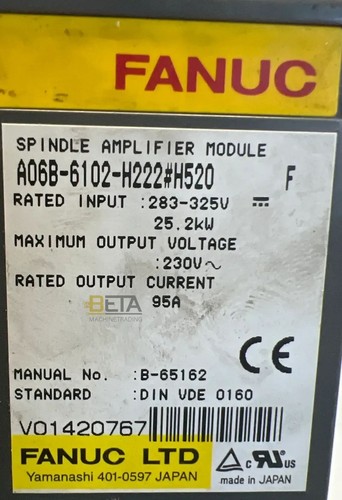 FANUC
SPINDLE AMPLIFIER MODULE
A06B-6102-H222#H520 F
RATED INPUT :283-325V ⎓
25.2kW
MAXIMUM OUTPUT VOLTAGE
:230V～
RATED OUTPUT CURRENT
95A
BETA
MACHINETRADING
CE
MANUAL No. :B-65162
STANDARD :DIN VDE 0160
V01420767
FANUC LTD
Yamanashi 401-0597 JAPAN
c US
made in JAPAN